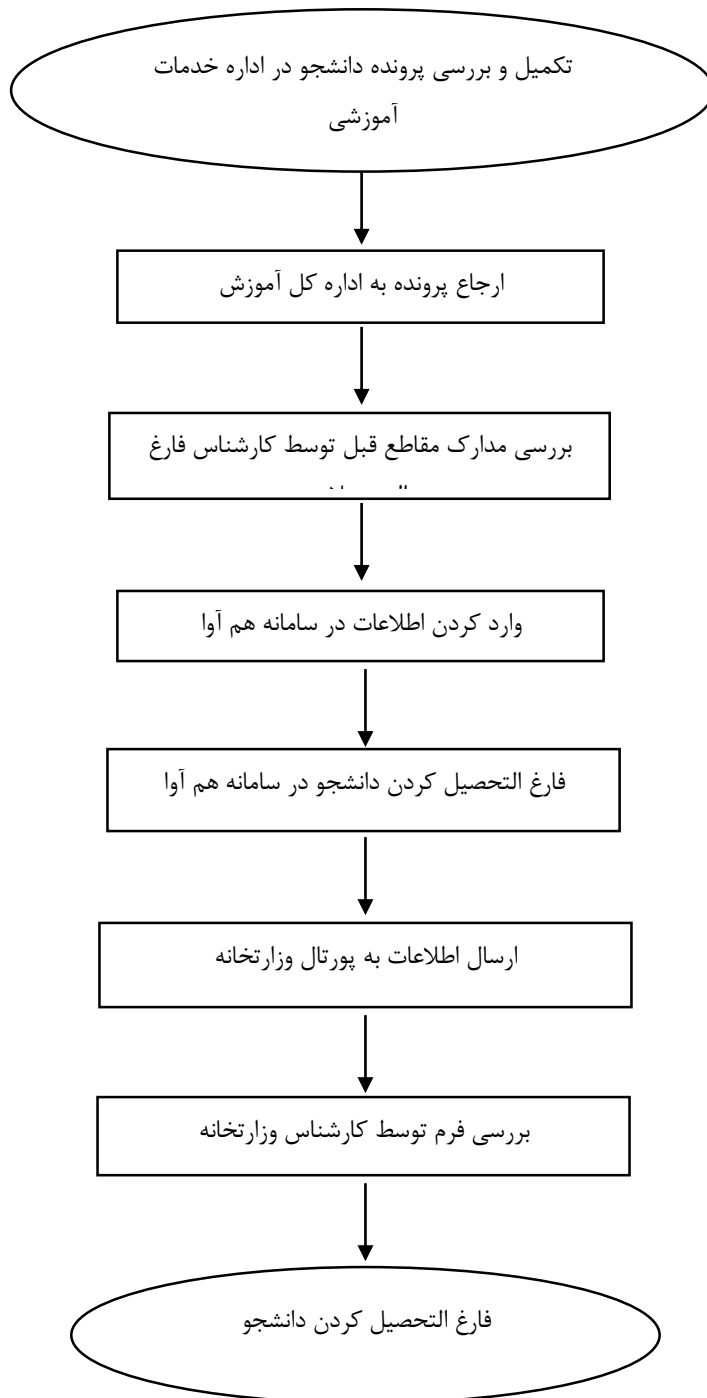 تکمیل و بررسی پرونده دانشجو در اداره خدمات
آموزشی
ارجاع پرونده به اداره کل آموزش
بررسی مدارک مقاطع قبل توسط کارشناس فارغ
وارد کردن اطلاعات در سامانه هم آوا
فارغ التحصیل کردن دانشجو در سامانه هم آوا
ارسال اطلاعات به پورتال وزارتخانه
بررسی فرم توسط کارشناس وزارتخانه
فارغ التحصیل کردن دانشجو